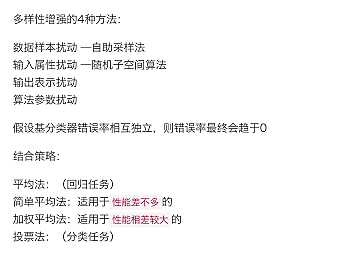 多样性增强的4种方法：
数据样本扰动 —自助采样法
输入属性扰动 —随机子空间算法
输出表示扰动
算法参数扰动
假设基分类器错误率相互独立，则错误率最终会趋于0
结合策略：
平均法：（回归任务）
简单平均法：适用于 性能差不多 的
加权平均法：适用于 性能相差较大 的
投票法：（分类任务）